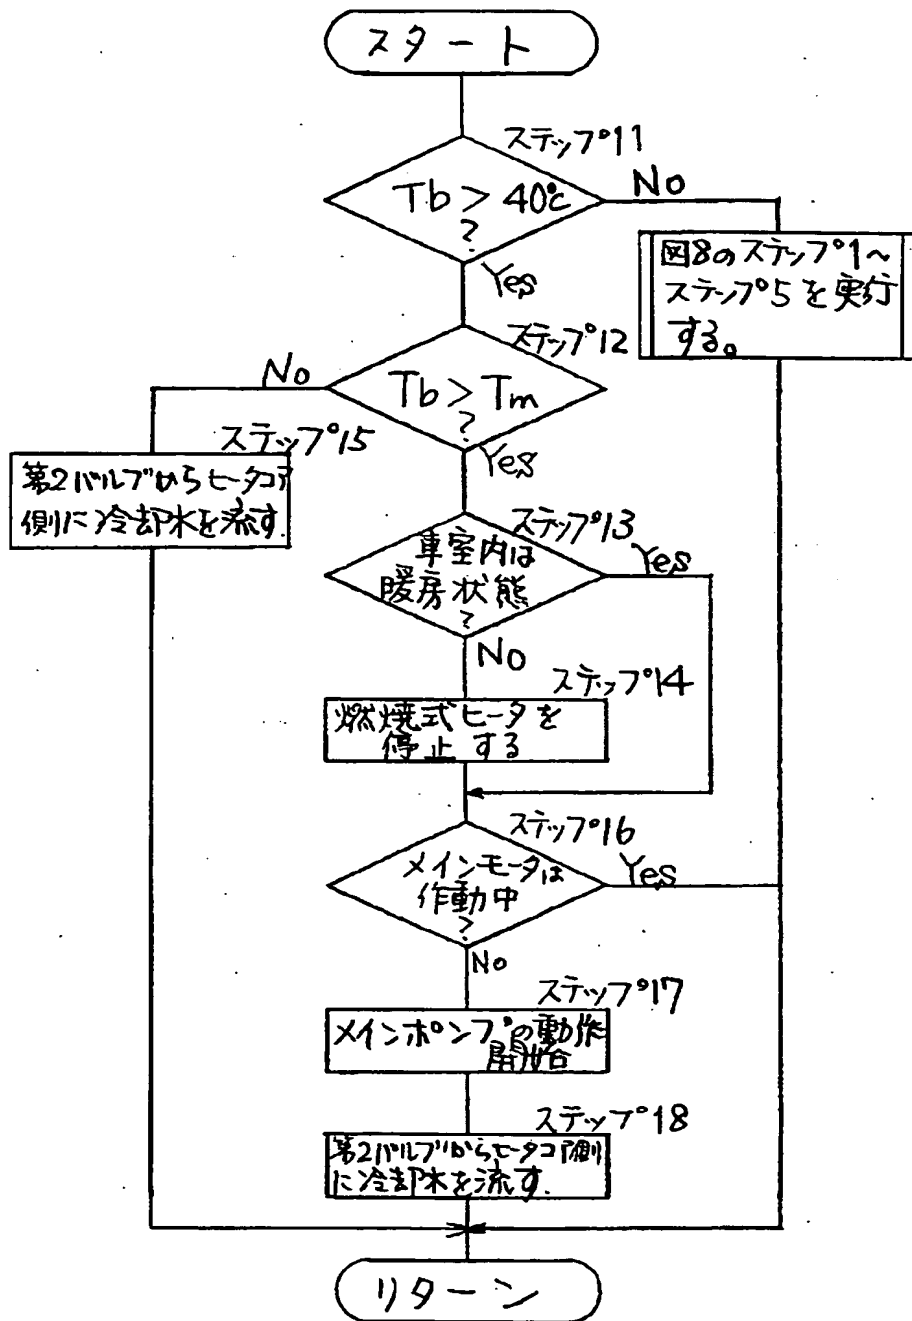 スタート
ステップ11
Tb > 40℃
?
No
Yes
図8のステップ1～
ステップ5を実行
する。
ステップ12
Tb > Tm
?
No
Yes
ステップ15
第2バルブからヒータコア
側に冷却水を流す.
ステップ13
車室内は
暖房状態
?
Yes
No
ステップ14
燃焼式ヒータを
停止する
ステップ16
メインモータは
作動中
?
Yes
No
ステップ17
メインポンプの動作
開始
ステップ18
第2バルブからヒータコア側
に冷却水を流す.
リターン